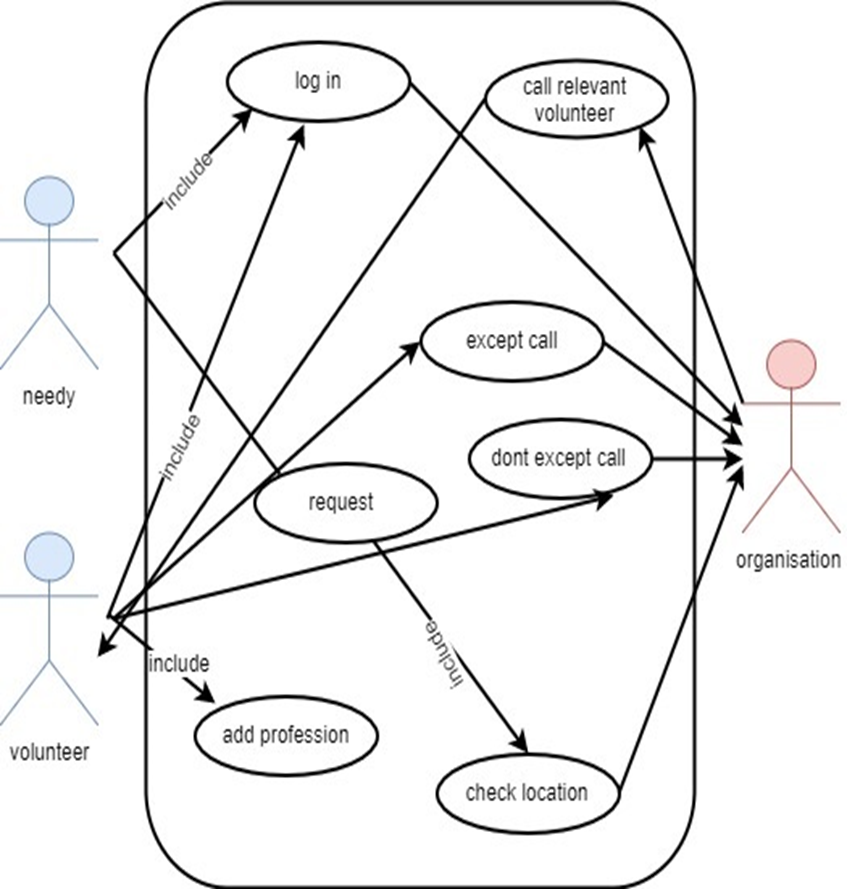 log in
call relevant
volunteer
include
needy
except call
include
dont except call
request
organisation
include
include
volunteer
add profession
check location